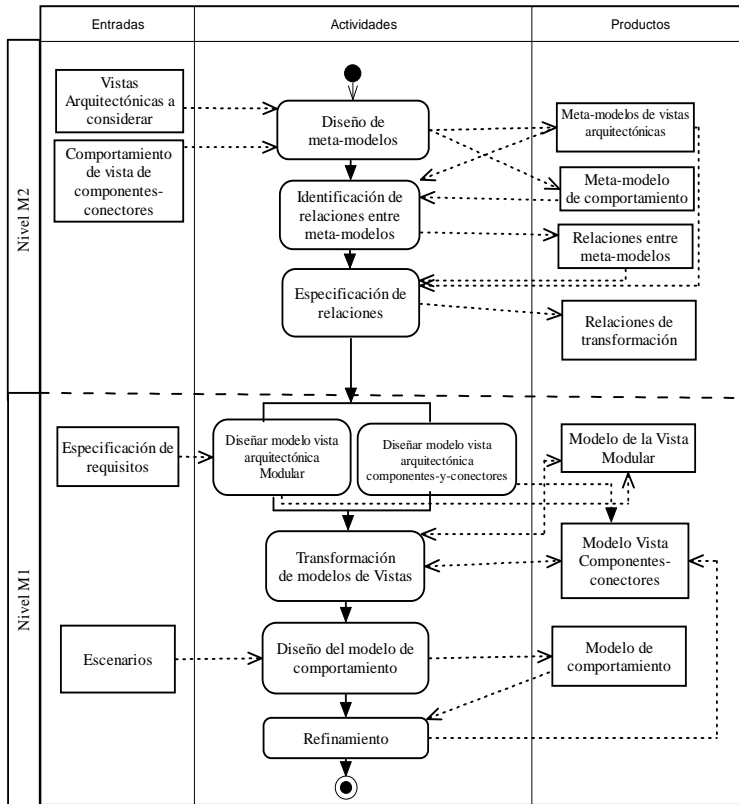 Entradas
Actividades
Productos
Nivel M2
Vistas
Arquitectónicas a
considerar
Comportamiento
de vista de
componentes-
conectores
Diseño de
meta-modelos
Identificación de
relaciones entre
meta-modelos
Especificación de
relaciones
Meta-modelos de vistas
arquitectónicas
Meta-modelo
de comportamiento
Relaciones entre
meta-modelos
Relaciones de
transformación
Nivel M1
Especificación de
requisitos
Escenarios
Diseñar modelo vista
arquitectónica
Modular
Diseñar modelo vista
arquitectónica
componentes-y-conectores
Transformación
de modelos de Vistas
Diseño del modelo de
comportamiento
Refinamiento
Modelo de la Vista
Modular
Modelo Vista
Componentes-
conectores
Modelo de
comportamiento